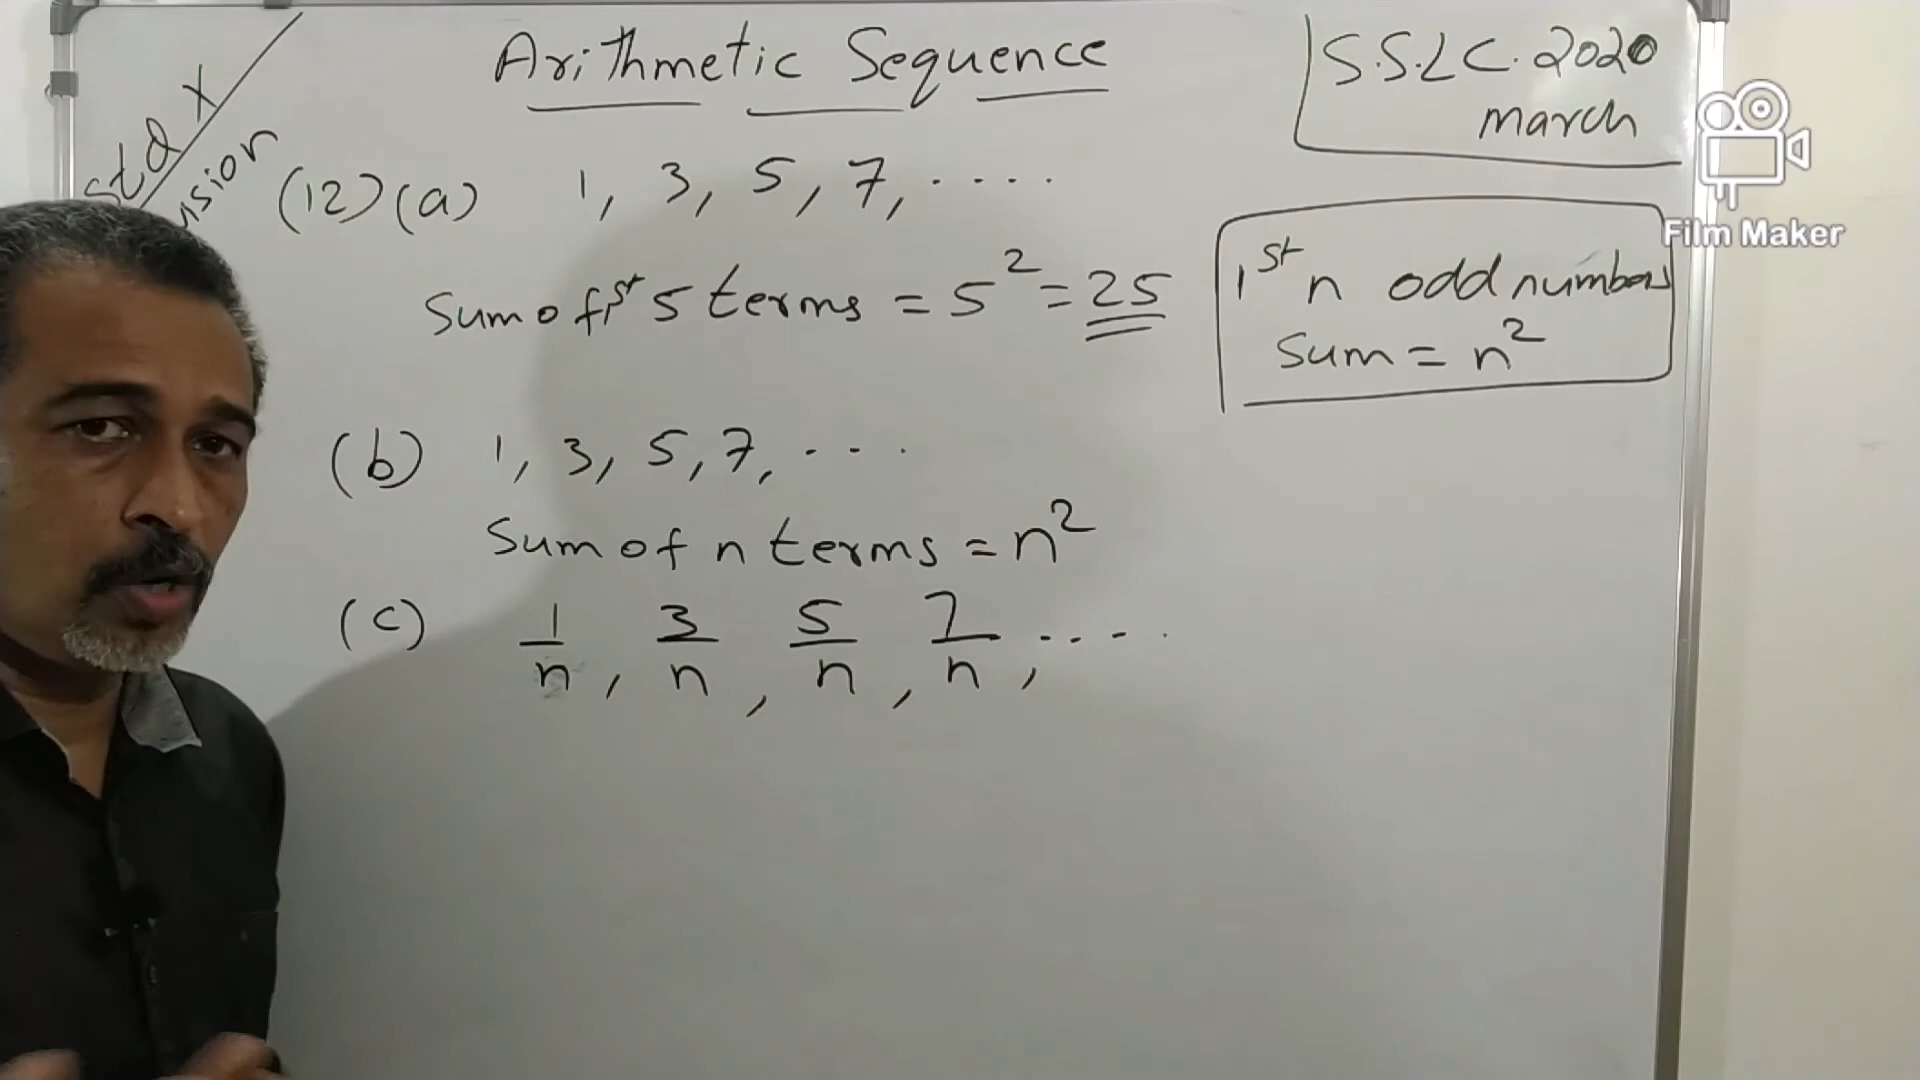 Arithmetic Sequence
S.S.L.C. 2020
march
Std X
Film Maker
(12) (a) 1, 3, 5, 7, ....
Sum of 1st 5 terms = 5² = 25
1st n odd numbers
Sum = n²
(b) 1, 3, 5, 7, ...
Sum of n terms = n²
(c) 1/n, 3/n, 5/n, 7/n, ....